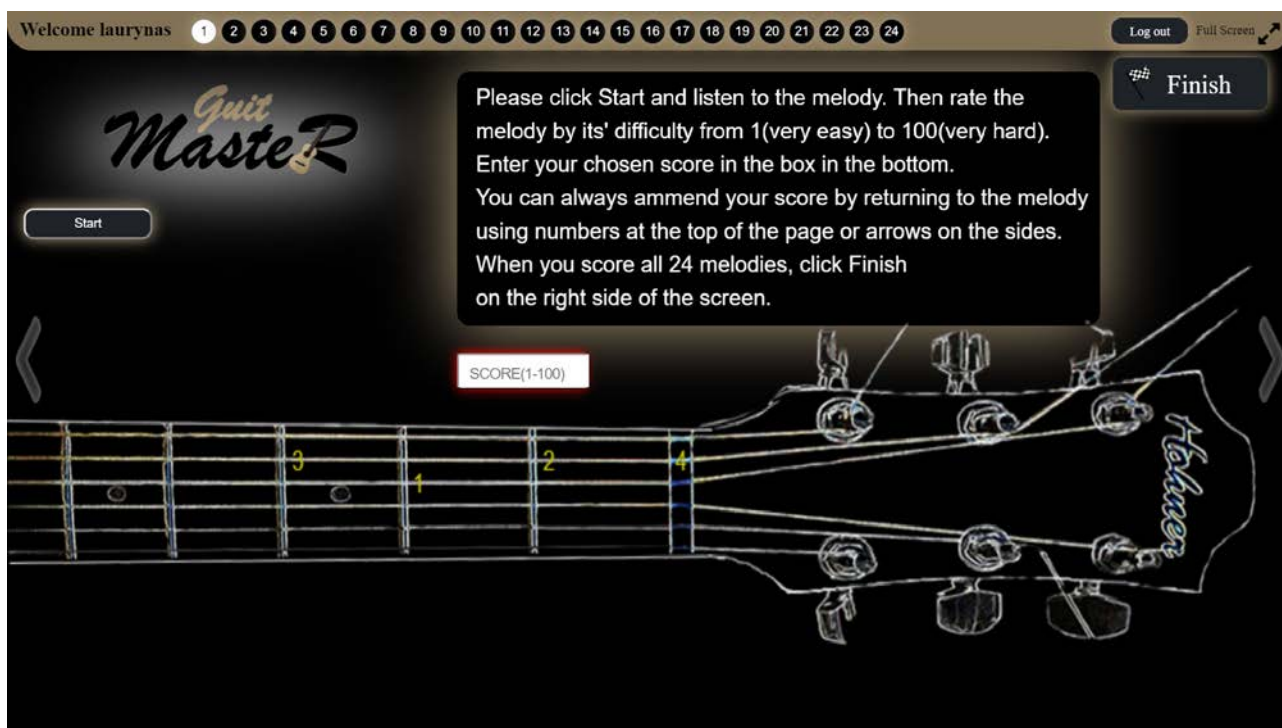 Welcome laurynas 1 2 3 4 5 6 7 8 9 10 11 12 13 14 15 16 17 18 19 20 21 22 23 24 Log out Full Screen
Finish
Guit
MasteR
Please click Start and listen to the melody. Then rate the
melody by its' difficulty from 1(very easy) to 100(very hard).
Enter your chosen score in the box in the bottom.
You can always ammend your score by returning to the melody
using numbers at the top of the page or arrows on the sides.
When you score all 24 melodies, click Finish
on the right side of the screen.
Start
SCORE(1-100)
3 1 2 4
Hohner